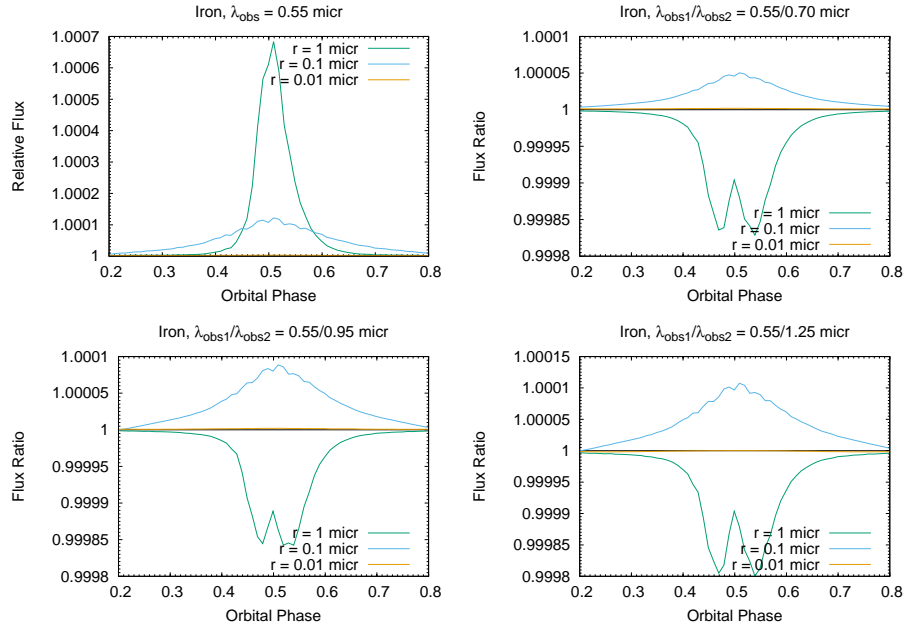 Iron, λobs = 0.55 micr
1.0007
1.0006
1.0005
1.0004
1.0003
1.0002
1.0001
1
Relative Flux
r = 1 micr
r = 0.1 micr
r = 0.01 micr
0.2 0.3 0.4 0.5 0.6 0.7 0.8
Orbital Phase
Iron, λobs1/λobs2 = 0.55/0.70 micr
1.0001
1.00005
1
0.99995
0.9999
0.99985
0.9998
Flux Ratio
r = 1 micr
r = 0.1 micr
r = 0.01 micr
0.2 0.3 0.4 0.5 0.6 0.7 0.8
Orbital Phase
Iron, λobs1/λobs2 = 0.55/0.95 micr
1.0001
1.00005
1
0.99995
0.9999
0.99985
0.9998
Flux Ratio
r = 1 micr
r = 0.1 micr
r = 0.01 micr
0.2 0.3 0.4 0.5 0.6 0.7 0.8
Orbital Phase
Iron, λobs1/λobs2 = 0.55/1.25 micr
1.00015
1.0001
1.00005
1
0.99995
0.9999
0.99985
0.9998
Flux Ratio
r = 1 micr
r = 0.1 micr
r = 0.01 micr
0.2 0.3 0.4 0.5 0.6 0.7 0.8
Orbital Phase